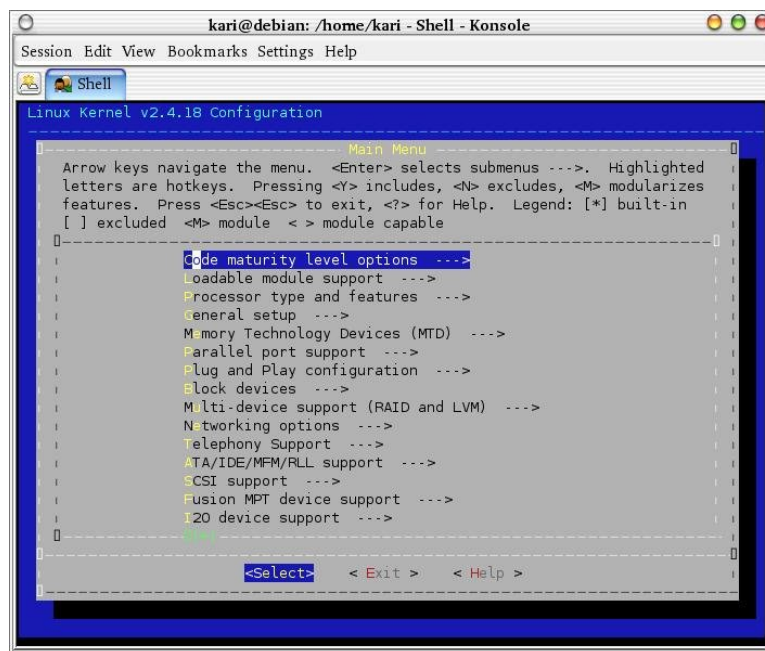 kari@debian: /home/kari - Shell - Konsole
Session Edit View Bookmarks Settings Help
Shell
Linux Kernel v2.4.18 Configuration
Main Menu
Arrow keys navigate the menu. <Enter> selects submenus --->. Highlighted
letters are hotkeys. Pressing <Y> includes, <N> excludes, <M> modularizes
features. Press <Esc><Esc> to exit, <?> for Help. Legend: [*] built-in
[ ] excluded <M> module < > module capable
Code maturity level options --->
Loadable module support --->
Processor type and features --->
General setup --->
Memory Technology Devices (MTD) --->
Parallel port support --->
Plug and Play configuration --->
Block devices --->
Multi-device support (RAID and LVM) --->
Networking options --->
Telephony Support --->
ATA/IDE/MFM/RLL support --->
SCSI support --->
Fusion MPT device support --->
I2O device support --->
<Select> < Exit > < Help >